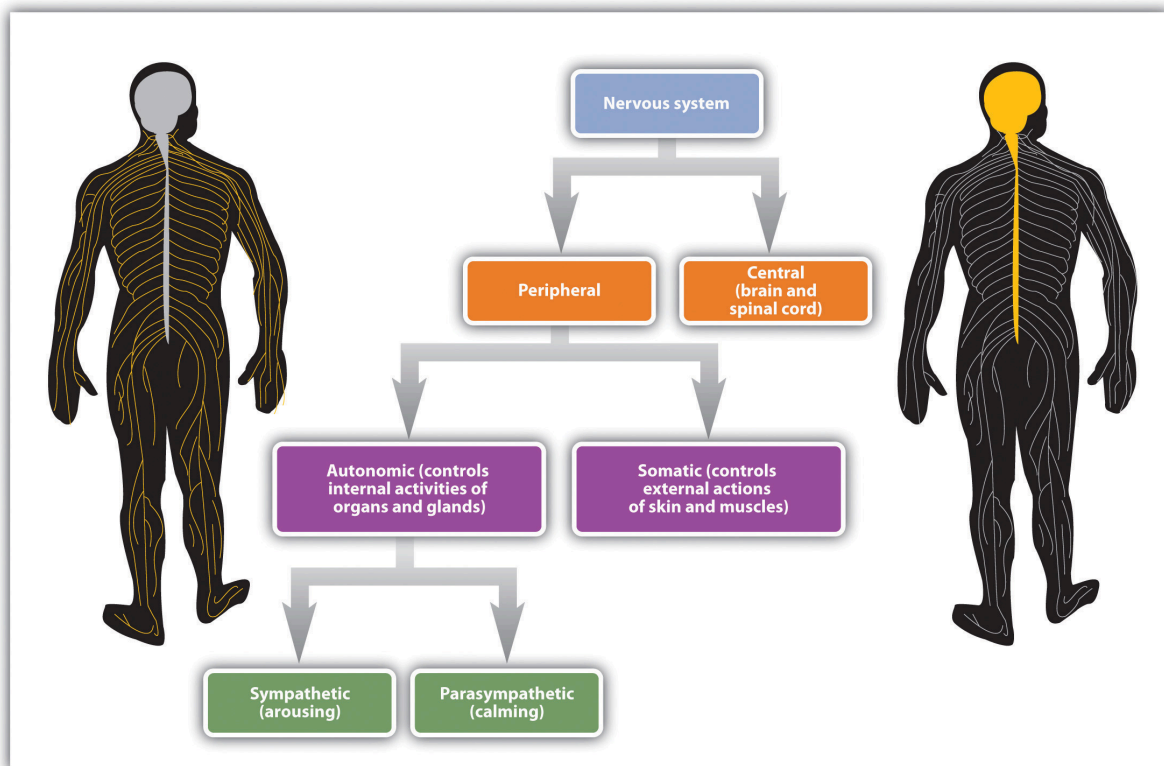 Nervous system
Peripheral
Central
(brain and
spinal cord)
Autonomic (controls
internal activities of
organs and glands)
Somatic (controls
external actions
of skin and muscles)
Sympathetic
(arousing)
Parasympathetic
(calming)